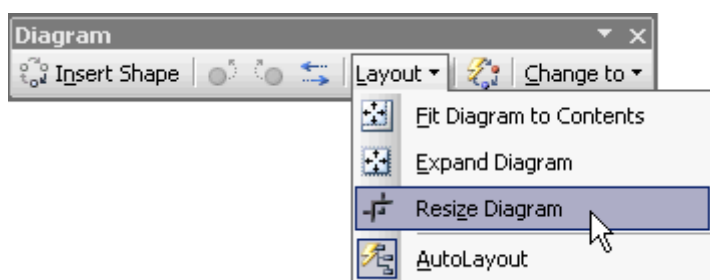 Diagram
Insert Shape Layout Change to
Fit Diagram to Contents
Expand Diagram
Resize Diagram
AutoLayout